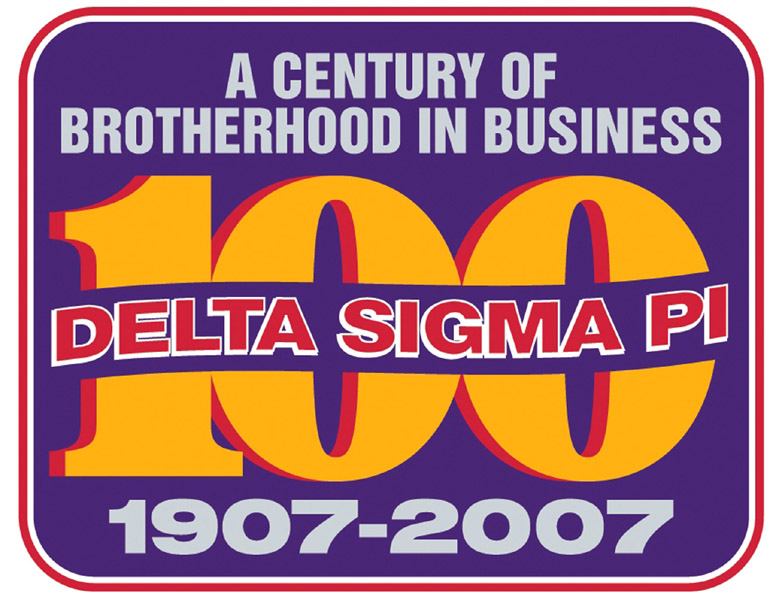 A CENTURY OF
BROTHERHOOD IN BUSINESS
100
DELTA SIGMA PI
1907-2007